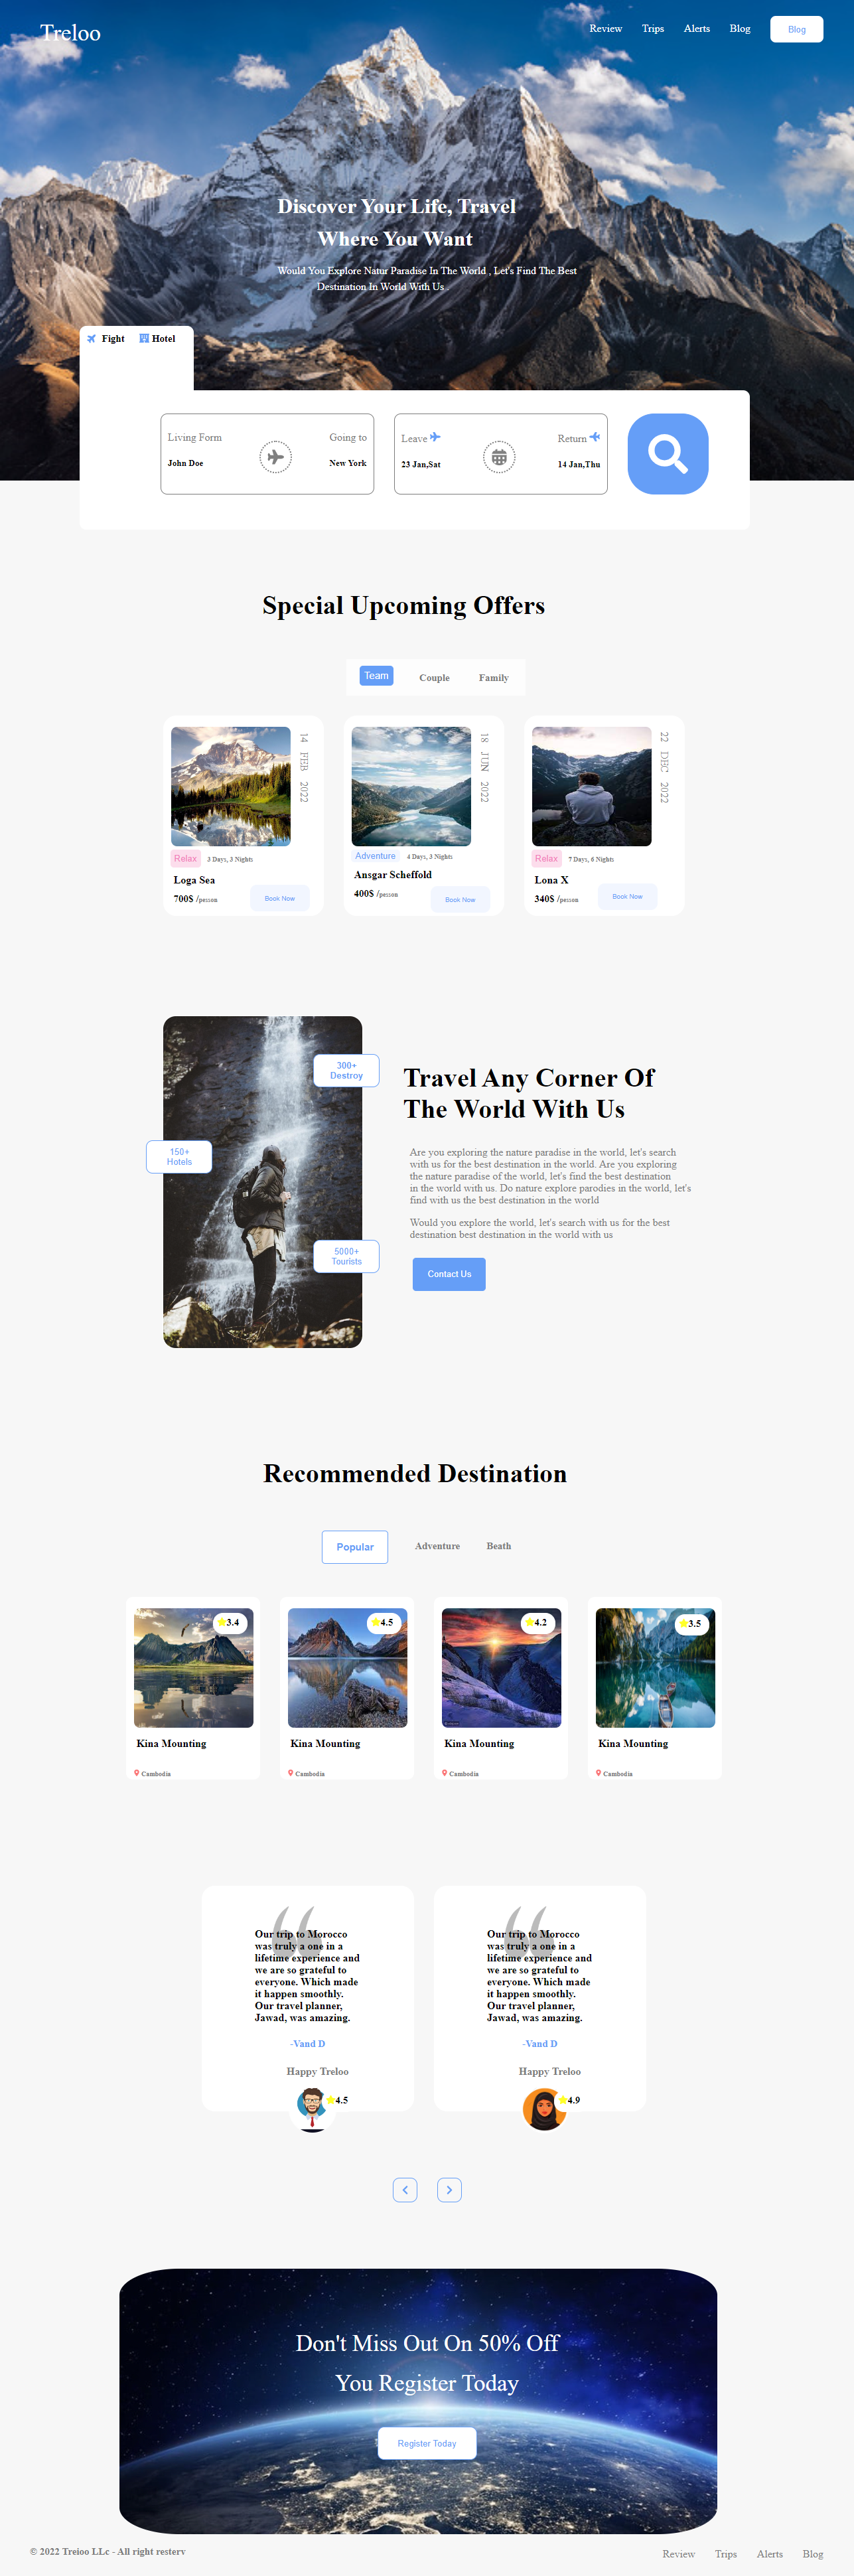 Treloo
Review Trips Alerts Blog Blog
Discover Your Life, Travel
Where You Want
Would You Explore Natur Paradise In The World , Let's Find The Best
Destination In World With Us .
Fight Hotel
Living Form Going to
John Doe New York
Leave Return
23 Jan,Sat 14 Jan,Thu
Special Upcoming Offers
Team Couple Family
14 FEB 2022
Relax 3 Days, 3 Nights
Loga Sea
700$ /pesson
Book Now
18 JUN 2022
Adventure 4 Days, 3 Nights
Ansgar Scheffold
400$ /pesson
Book Now
22 DEC 2022
Relax 7 Days, 6 Nights
Lona X
340$ /pesson
Book Now
300+
Destroy
150+
Hotels
5000+
Tourists
Travel Any Corner Of
The World With Us
Are you exploring the nature paradise in the world, let's search
with us for the best destination in the world. Are you exploring
the nature paradise of the world, let's find the best destination
in the world with us. Do nature explore parodies in the world, let's
find with us the best destination in the world
Would you explore the world, let's search with us for the best
destination best destination in the world with us
Contact Us
Recommended Destination
Popular Adventure Beath
3.4
Kina Mounting
Cambodia
4.5
Kina Mounting
Cambodia
4.2
Kina Mounting
Cambodia
3.5
Kina Mounting
Cambodia
Our trip to Morocco
was truly a one in a
lifetime experience and
we are so grateful to
everyone. Which made
it happen smoothly.
Our travel planner,
Jawad, was amazing.
-Vand D
Happy Treloo
4.5
Our trip to Morocco
was truly a one in a
lifetime experience and
we are so grateful to
everyone. Which made
it happen smoothly.
Our travel planner,
Jawad, was amazing.
-Vand D
Happy Treloo
4.9
Don't Miss Out On 50% Off
You Register Today
Register Today
© 2022 Treioo LLc - All right resterv
Review Trips Alerts Blog